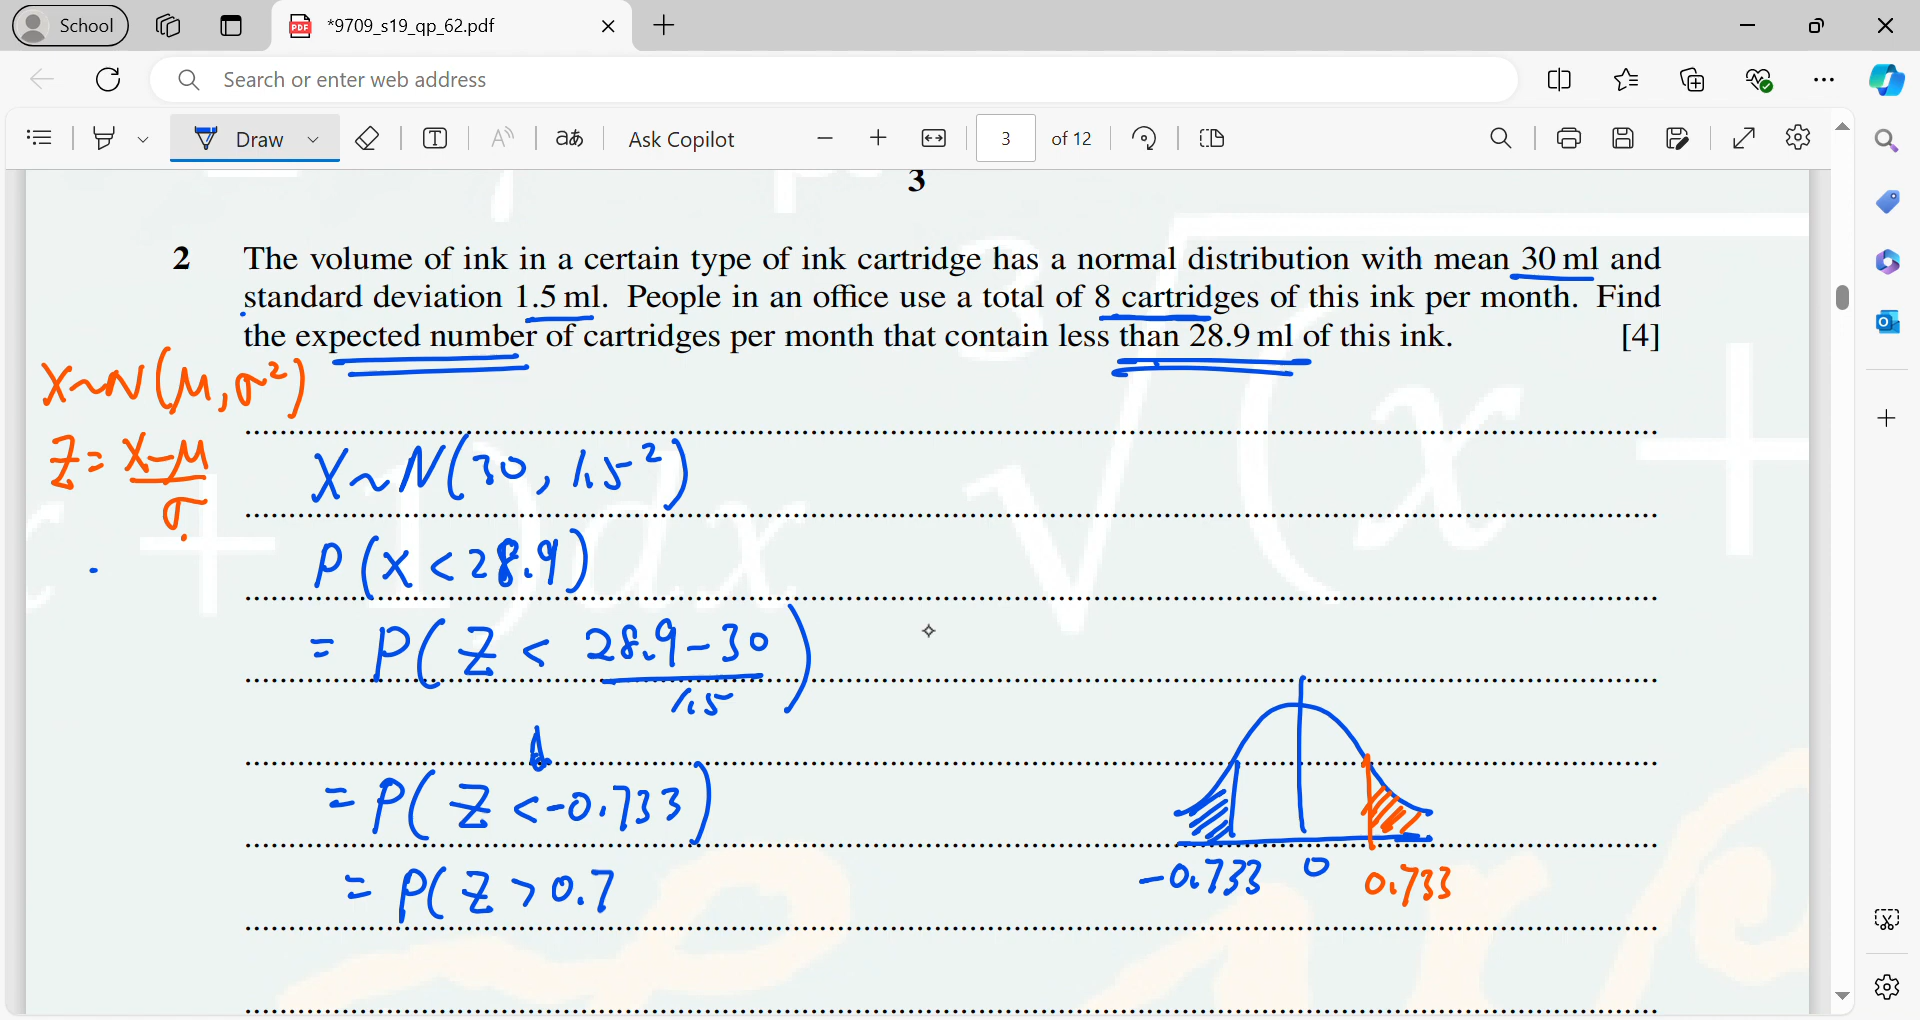 School
*9709_s19_qp_62.pdf
Search or enter web address
Draw
T
A
aあ
Ask Copilot
3
of 12
3
2 The volume of ink in a certain type of ink cartridge has a normal distribution with mean 30 ml and
standard deviation 1.5 ml. People in an office use a total of 8 cartridges of this ink per month. Find
the expected number of cartridges per month that contain less than 28.9 ml of this ink. [4]
X~N(μ,σ²)
Z = X-μ
σ
X~N(30, 1.5²)
P(X<28.9)
= P(Z < 28.9-30)
1.5
= P(Z <-0.733)
= P(Z >0.7
-0.733 0 0.733